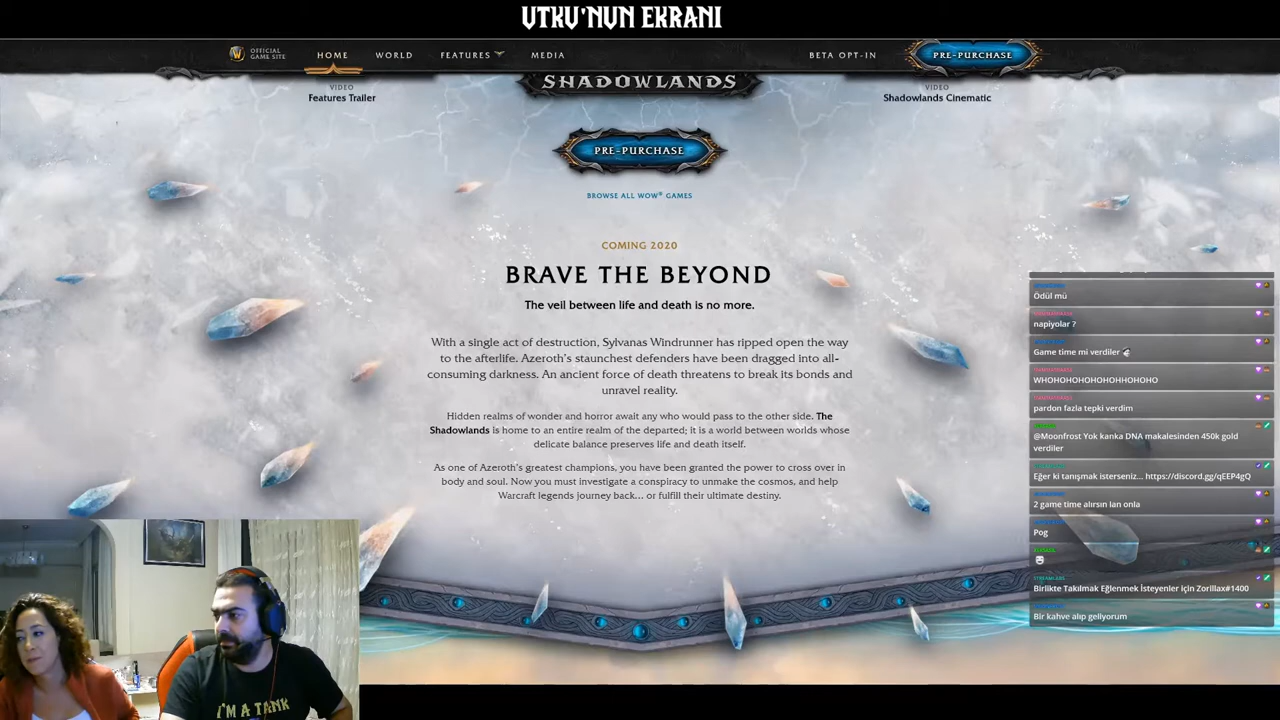 UTKU'NUN EKRANI
OFFICIAL
GAME SITE
HOME
WORLD
FEATURES
MEDIA
BETA OPT-IN
PRE-PURCHASE
SHADOWLANDS
VIDEO
Features Trailer
VIDEO
Shadowlands Cinematic
PRE-PURCHASE
BROWSE ALL WOW® GAMES
COMING 2020
BRAVE THE BEYOND
The veil between life and death is no more.
With a single act of destruction, Sylvanas Windrunner has ripped open the way
to the afterlife. Azeroth's staunchest defenders have been dragged into all-
consuming darkness. An ancient force of death threatens to break its bonds and
unravel reality.
Hidden realms of wonder and horror await any who would pass to the other side. The
Shadowlands is home to an entire realm of the departed; it is a world between worlds whose
delicate balance preserves life and death itself.
As one of Azeroth's greatest champions, you have been granted the power to cross over in
body and soul. Now you must investigate a conspiracy to unmake the cosmos, and help
Warcraft legends journey back... or fulfill their ultimate destiny.
Ödül mü
napiyolar ?
Game time mi verdiler
WHOHOHOHOHOHOHHOHOHO
pardon fazla tepki verdim
@Moonfrost Yok kanka DNA makalesinden 450k gold
verdiler
Eğer ki tanışmak isterseniz... https://discord.gg/qEEP4gQ
2 game time alırsın lan onla
Pog
Birlikte Takılmak Eğlenmek İsteyenler için Zorillax#1400
Bir kahve alıp geliyorum
I'M A TANK